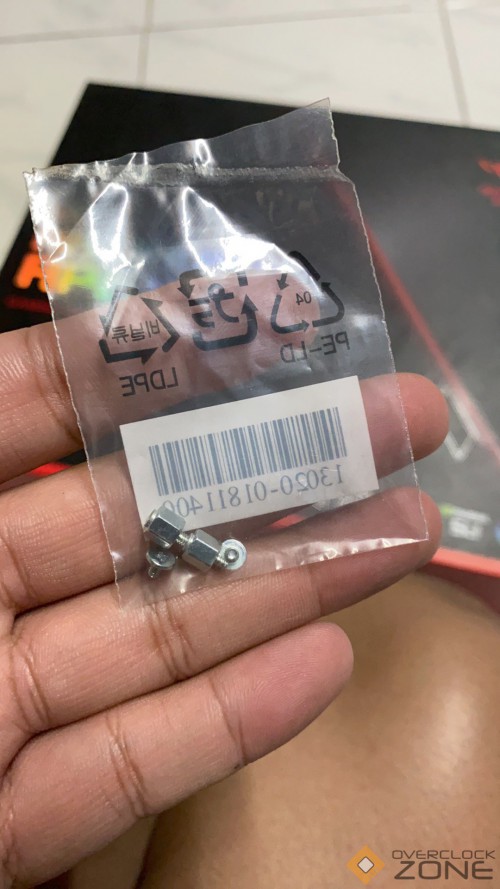 비닐류
04
LDPE
PE-LD
13020-01811400
OVERCLOCK
ZONE